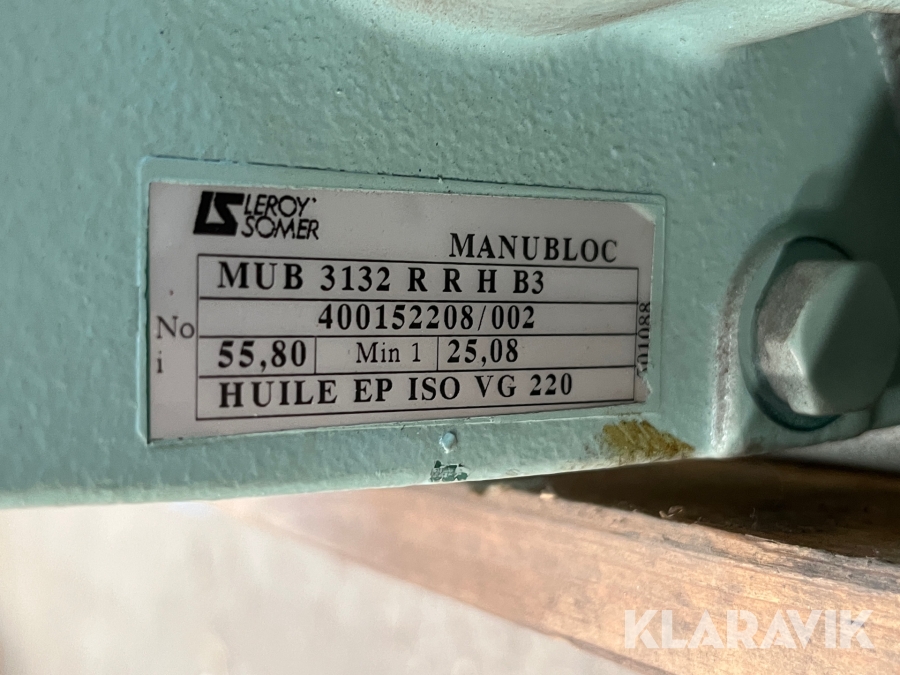 LS LEROY
SOMER
MANUBLOC
MUB 3132 R R H B3
No 400152208/002
i 55,80 Min 1 25,08
HUILE EP ISO VG 220
KLARAVIK